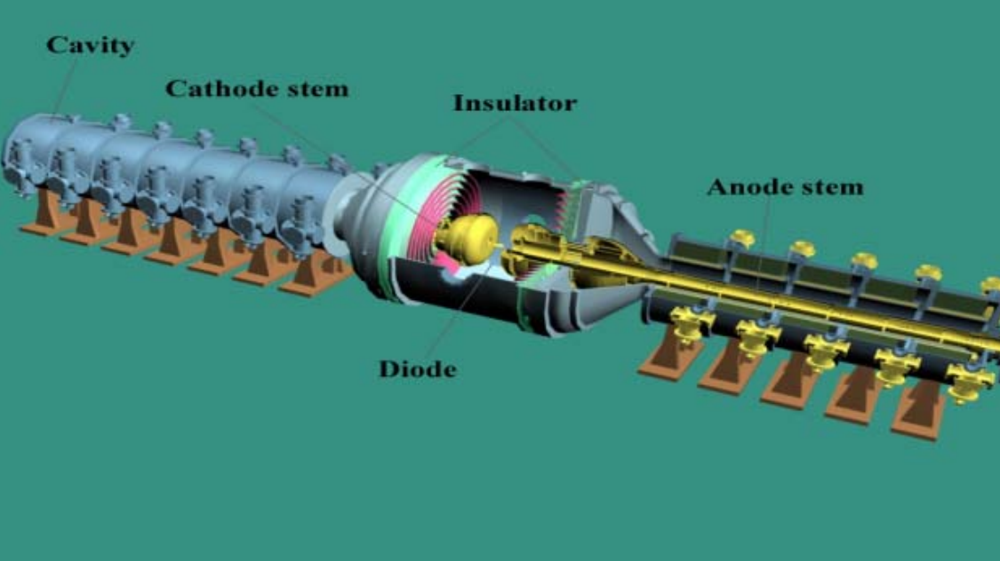 Cavity
Cathode stem
Insulator
Anode stem
Diode